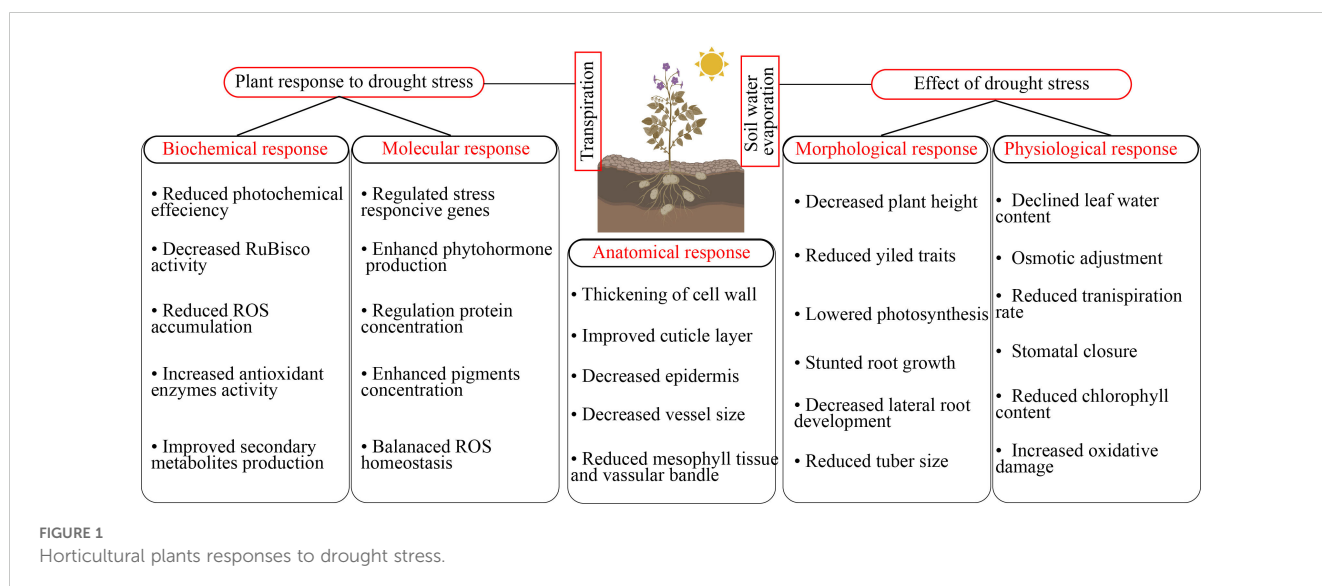 Plant response to drought stress
Transpiration
Soil water
evaporation
Effect of drought stress
Biochemical response
• Reduced photochemical
effeciency
• Decreased RuBisco
activity
• Reduced ROS
accumulation
• Increased antioxidant
enzymes activity
• Improved secondary
metabolites production
Molecular response
• Regulated stress
responcive genes
• Enhancd phytohormone
production
• Regulation protein
concentration
• Enhanced pigments
concentration
• Balanaced ROS
homeostasis
Anatomical response
• Thickening of cell wall
• Improved cuticle layer
• Decreased epidermis
• Decreased vessel size
• Reduced mesophyll tissue
and vassular bandle
Morphological response
• Decreased plant height
• Reduced yiled traits
• Lowered photosynthesis
• Stunted root growth
• Decreased lateral root
development
• Reduced tuber size
Physiological response
• Declined leaf water
content
• Osmotic adjustment
• Reduced tranispiration
rate
• Stomatal closure
• Reduced chlorophyll
content
• Increased oxidative
damage
FIGURE 1
Horticultural plants responses to drought stress.